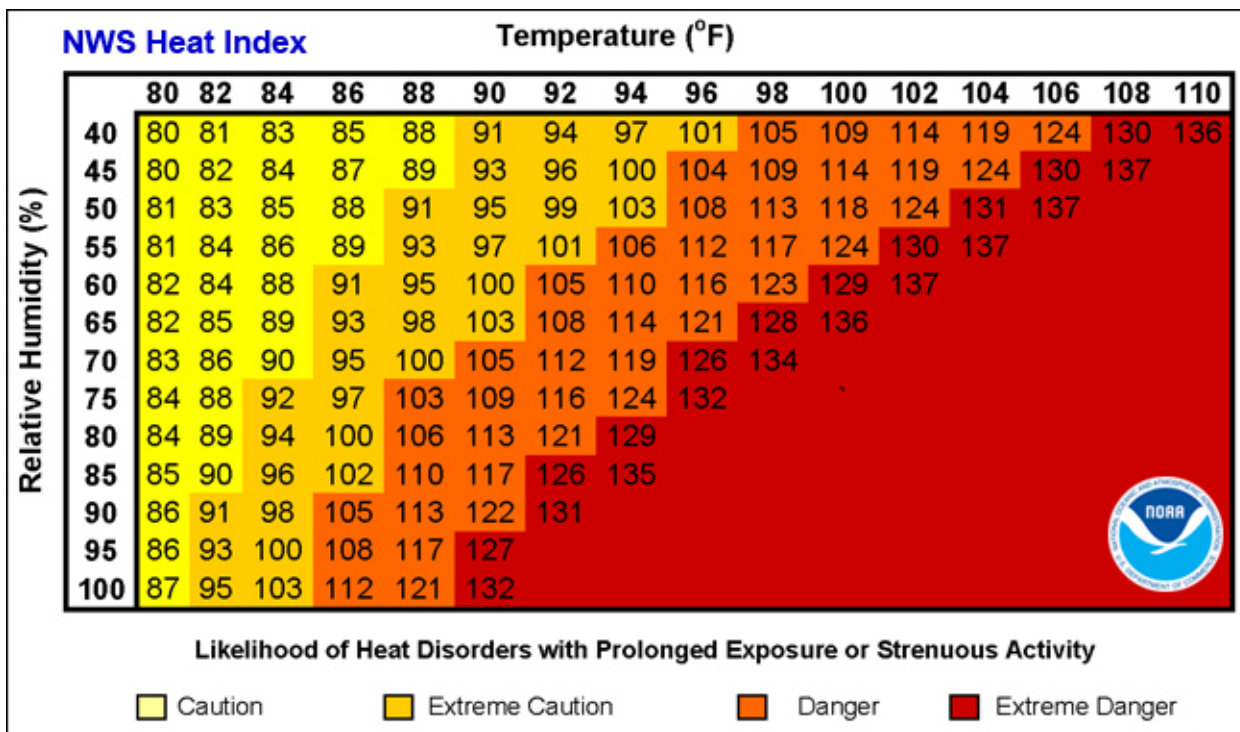 NWS Heat Index
Temperature (°F)
80 82 84 86 88 90 92 94 96 98 100 102 104 106 108 110
Relative Humidity (%)
40 80 81 83 85 88 91 94 97 101 105 109 114 119 124 130 136
45 80 82 84 87 89 93 96 100 104 109 114 119 124 130 137
50 81 83 85 88 91 95 99 103 108 113 118 124 131 137
55 81 84 86 89 93 97 101 106 112 117 124 130 137
60 82 84 88 91 95 100 105 110 116 123 129 137
65 82 85 89 93 98 103 108 114 121 128 136
70 83 86 90 95 100 105 112 119 126 134
75 84 88 92 97 103 109 116 124 132
80 84 89 94 100 106 113 121 129
85 85 90 96 102 110 117 126 135
90 86 91 98 105 113 122 131
95 86 93 100 108 117 127
100 87 95 103 112 121 132
NATIONAL OCEANIC AND ATMOSPHERIC ADMINISTRATION
NOAA
U.S. DEPARTMENT OF COMMERCE
Likelihood of Heat Disorders with Prolonged Exposure or Strenuous Activity
Caution Extreme Caution Danger Extreme Danger